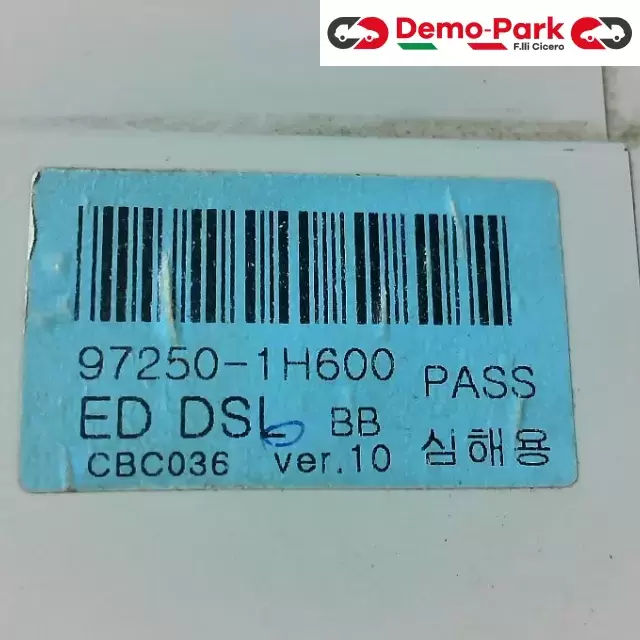 Demo-Park
F.lli Cicero
97250-1H600 PASS
ED DSL BB
CBC036 ver.10 심해용